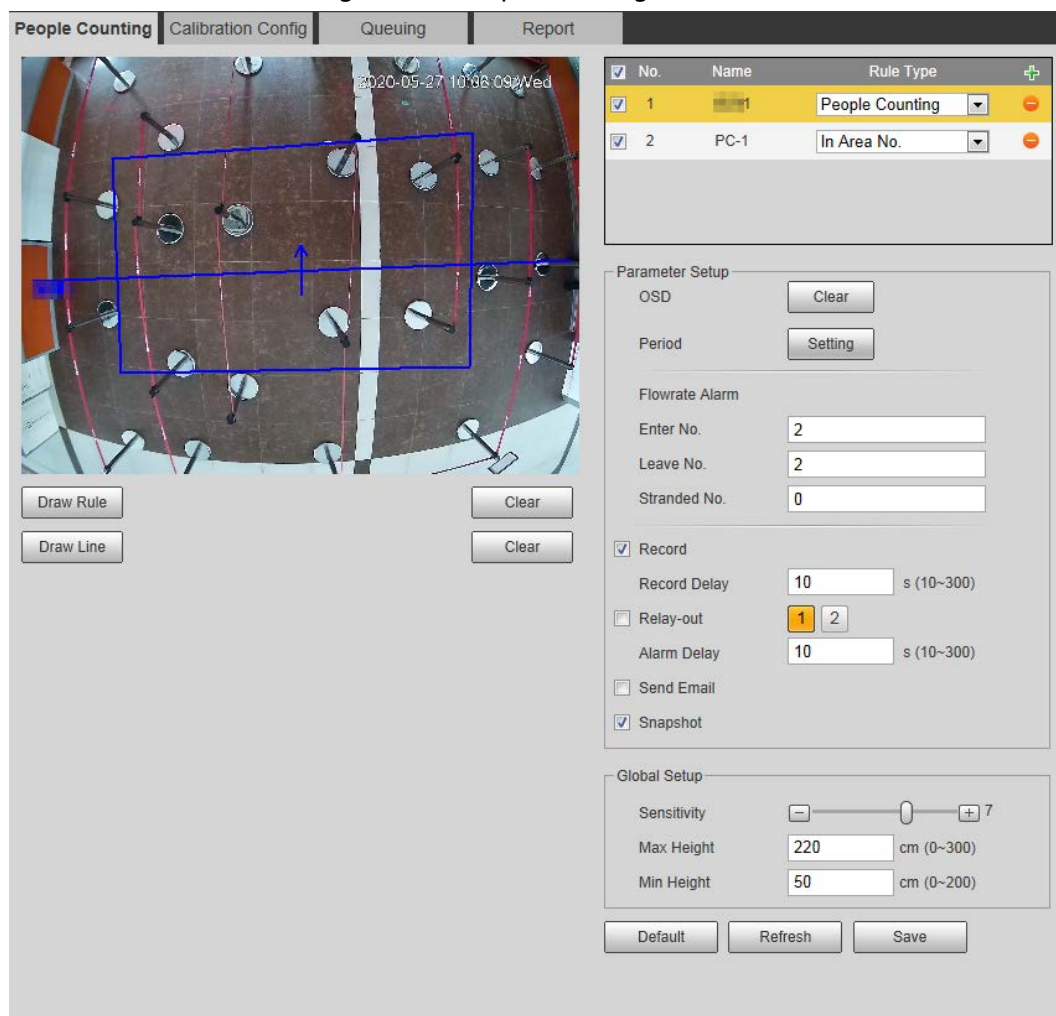 People Counting Calibration Config Queuing Report
2020-05-27 10:08:09 Wed
No. Name Rule Type
1 1 People Counting
2 PC-1 In Area No.
Parameter Setup
OSD Clear
Period Setting
Flowrate Alarm
Enter No. 2
Leave No. 2
Stranded No. 0
Draw Rule Clear
Draw Line Clear
Record
Record Delay 10 s (10~300)
Relay-out 1 2
Alarm Delay 10 s (10~300)
Send Email
Snapshot
Global Setup
Sensitivity 7
Max Height 220 cm (0~300)
Min Height 50 cm (0~200)
Default Refresh Save